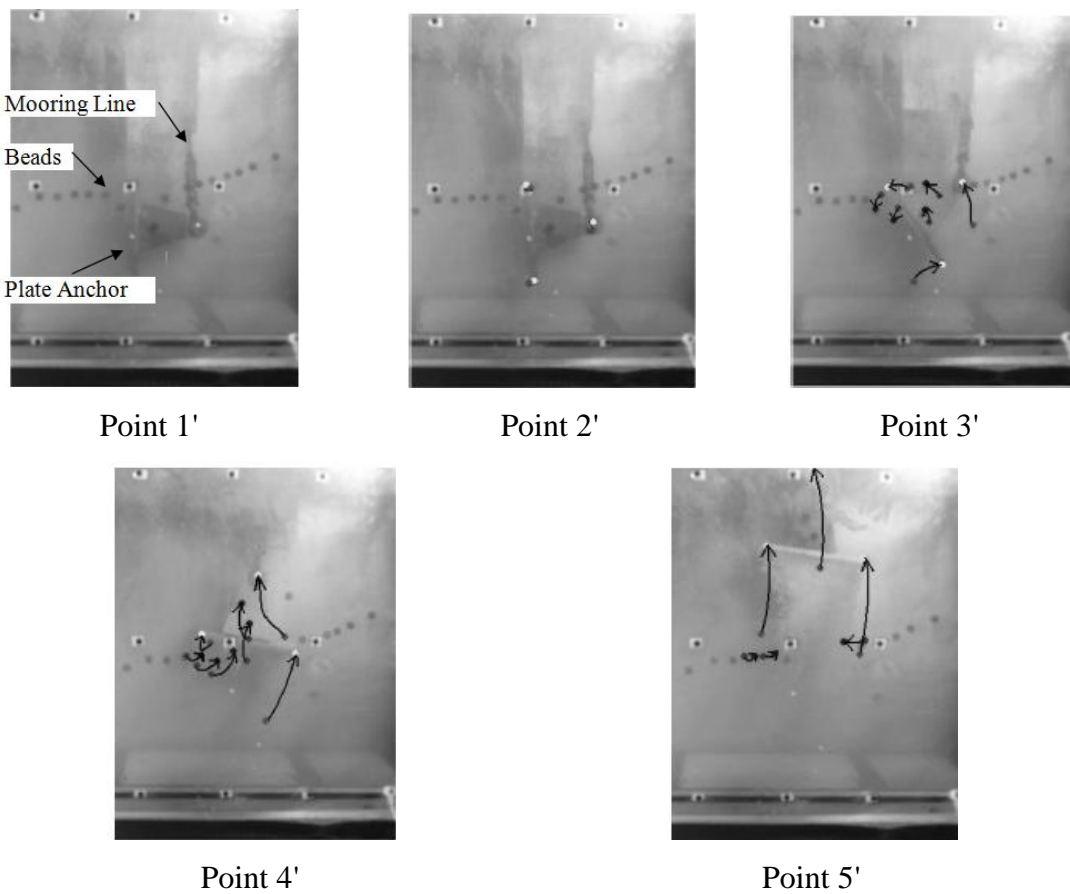 Mooring Line
Beads
Plate Anchor
Point 1'
Point 2'
Point 3'
Point 4'
Point 5'